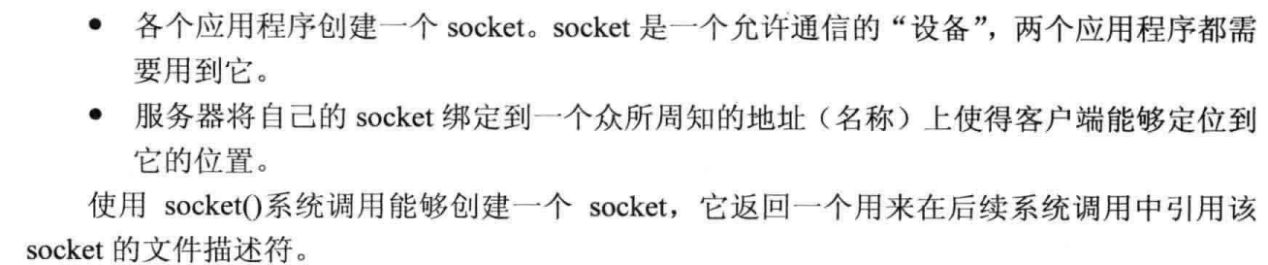 • 各个应用程序创建一个 socket。socket 是一个允许通信的“设备”，两个应用程序都需
要用到它。
• 服务器将自己的 socket 绑定到一个众所周知的地址（名称）上使得客户端能够定位到
它的位置。
使用 socket()系统调用能够创建一个 socket，它返回一个用来在后续系统调用中引用该
socket 的文件描述符。